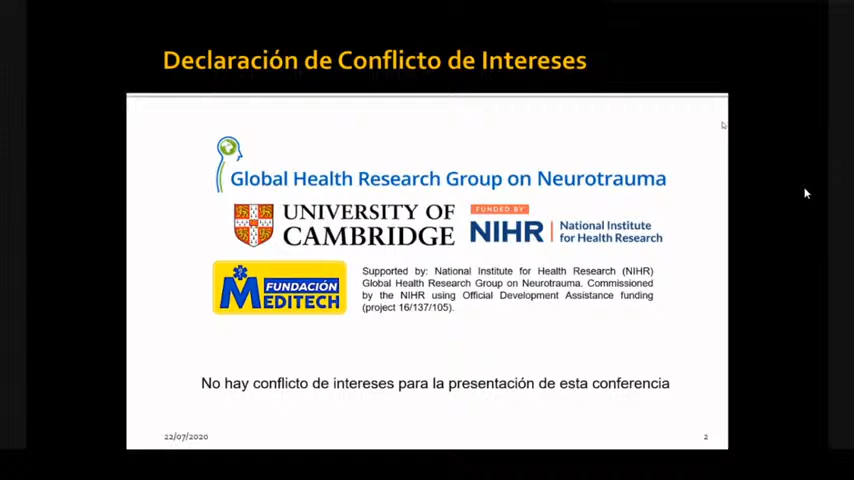 Declaración de Conflicto de Intereses
Global Health Research Group on Neurotrauma
UNIVERSITY OF
CAMBRIDGE
FUNDED BY
NIHR
National Institute
for Health Research
FUNDACIÓN
MEDITECH
Supported by: National Institute for Health Research (NIHR)
Global Health Research Group on Neurotrauma. Commissioned
by the NIHR using Official Development Assistance funding
(project 16/137/105).
No hay conflicto de intereses para la presentación de esta conferencia
22/07/2020
2